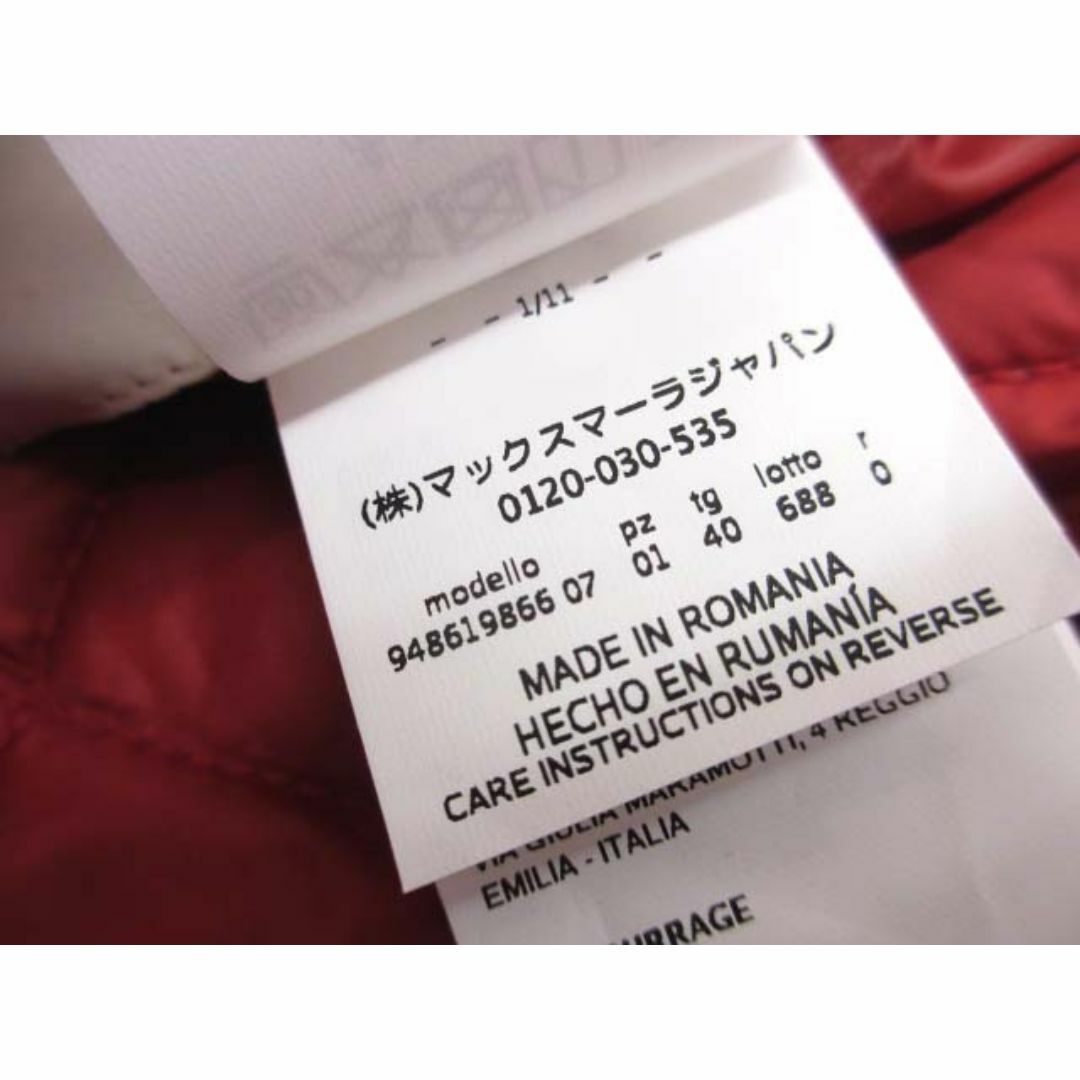 - - 1/11 - -
(株)マックスマーラジャパン
0120-030-535
modello pz tg lotto r
948619866 07 01 40 688 0
MADE IN ROMANIA
HECHO EN RUMANÍA
CARE INSTRUCTIONS ON REVERSE
VIA GIULIA MARAMOTTI, 4 REGGIO
EMILIA - ITALIA